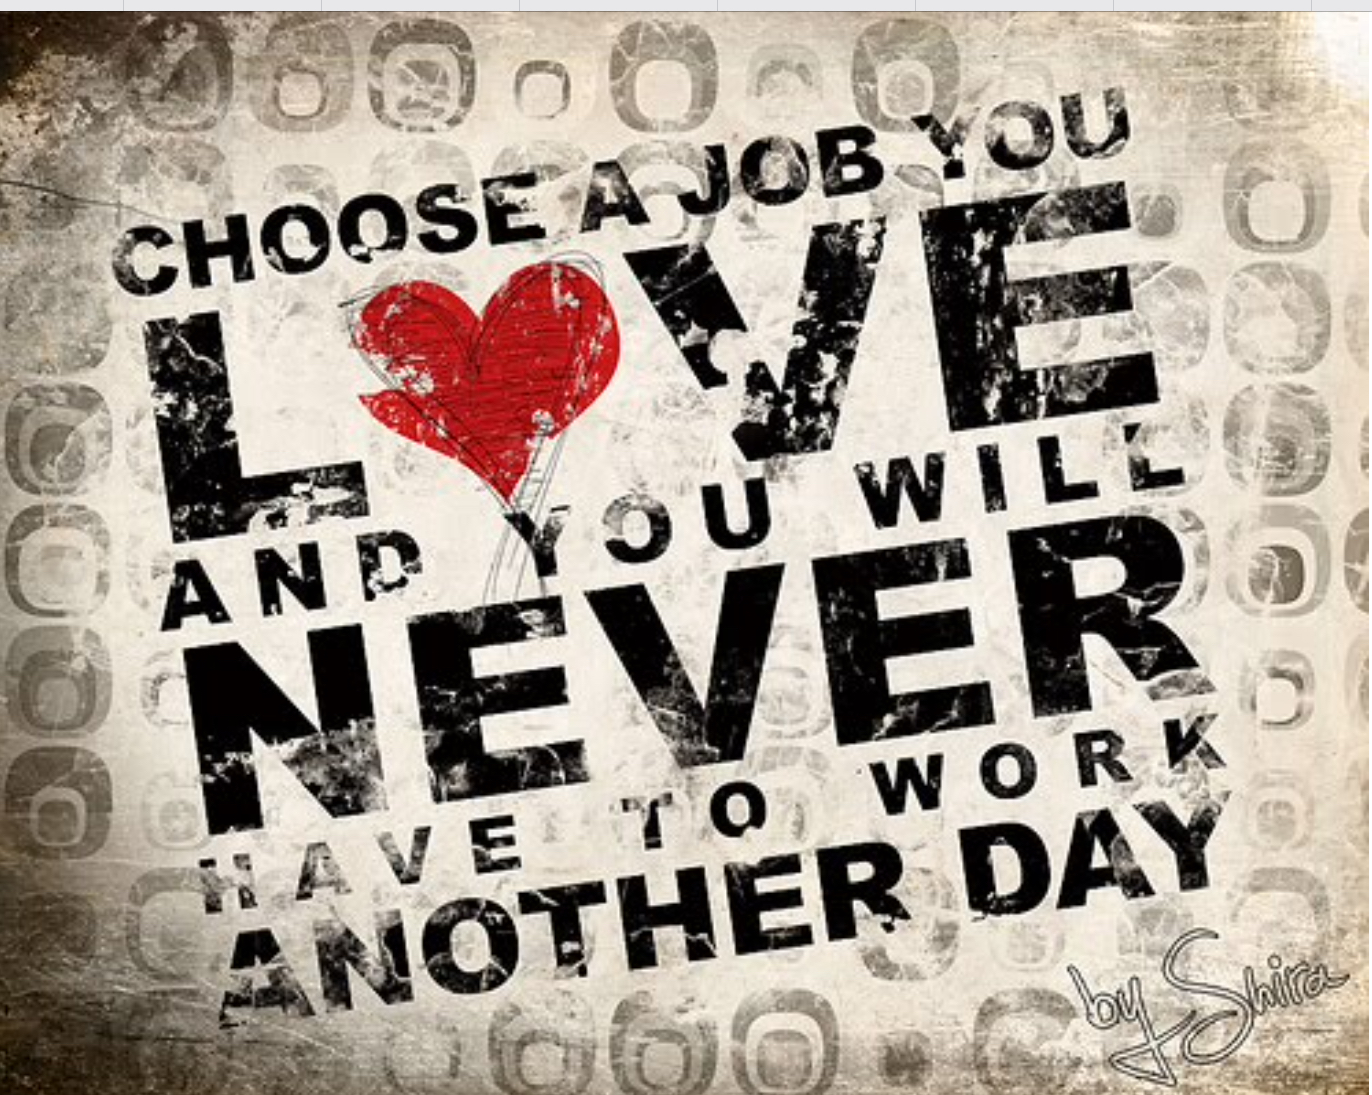 CHOOSE A JOB YOU
LOVE
AND YOU WILL
NEVER
HAVE TO WORK
ANOTHER DAY
by Shira